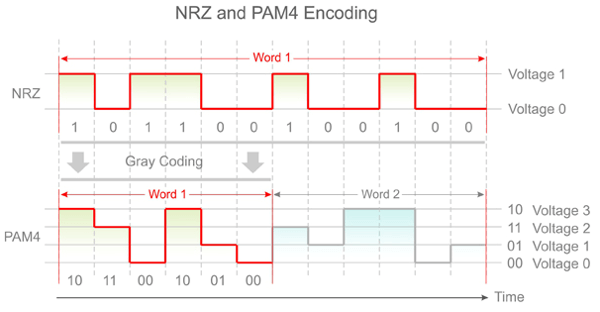 NRZ and PAM4 Encoding
Word 1
Voltage 1
NRZ
Voltage 0
1 0 1 1 0 0 1 0 0 1 0 0
Gray Coding
Word 1 Word 2
10 Voltage 3
11 Voltage 2
PAM4
01 Voltage 1
00 Voltage 0
10 11 00 10 01 00
Time